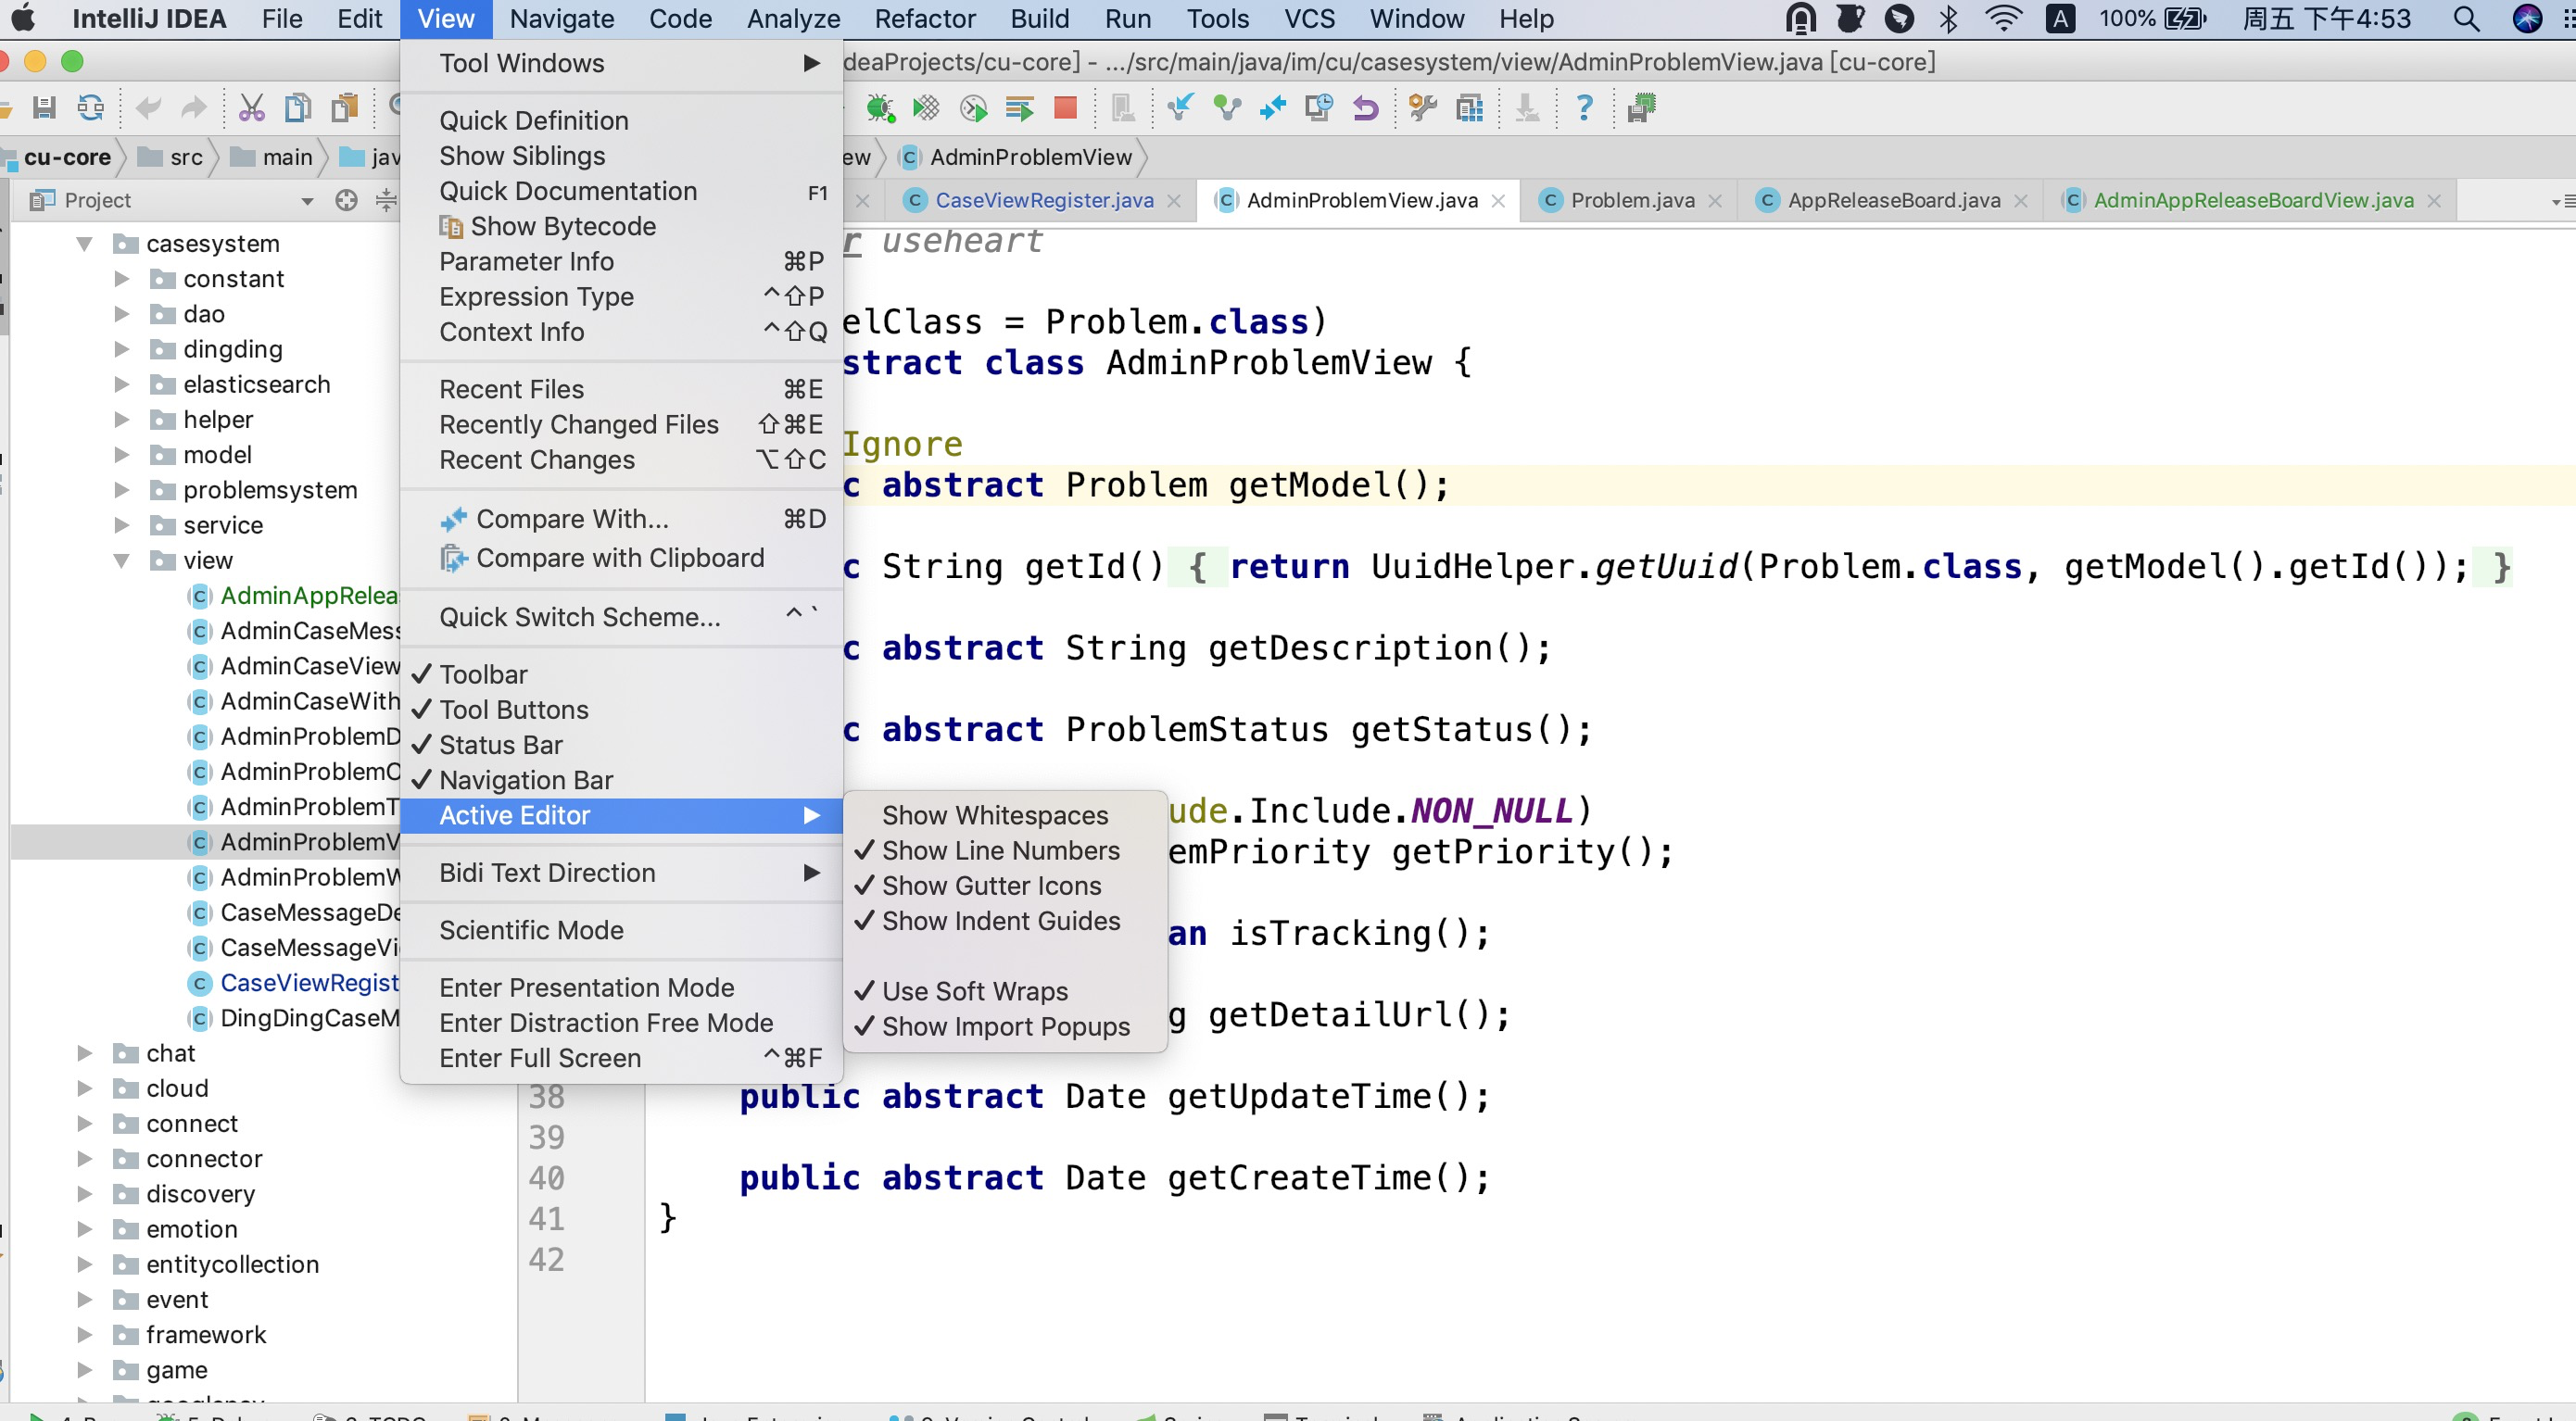 IntelliJ IDEA File Edit View Navigate Code Analyze Refactor Build Run Tools VCS Window Help A 100% 周五 下午4:53
deaProjects/cu-core] - .../src/main/java/im/cu/casesystem/view/AdminProblemView.java [cu-core]
cu-core src main jav ew AdminProblemView
Project
CaseViewRegister.java AdminProblemView.java Problem.java AppReleaseBoard.java AdminAppReleaseBoardView.java
casesystem
constant
dao
dingding
elasticsearch
helper
model
problemsystem
service
view
AdminAppRelea
AdminCaseMess
AdminCaseView
AdminCaseWith
AdminProblemD
AdminProblemO
AdminProblemT
AdminProblemV
AdminProblemW
CaseMessageDe
CaseMessageVi
CaseViewRegist
DingDingCaseM
chat
cloud
connect
connector
discovery
emotion
entitycollection
event
framework
game
Tool Windows
Quick Definition
Show Siblings
Quick Documentation F1
Show Bytecode
Parameter Info ⌘P
Expression Type ^⇧P
Context Info ^⇧Q
Recent Files ⌘E
Recently Changed Files ⇧⌘E
Recent Changes ⌥⇧C
Compare With... ⌘D
Compare with Clipboard
Quick Switch Scheme... ^`
✓ Toolbar
✓ Tool Buttons
✓ Status Bar
✓ Navigation Bar
Active Editor
Bidi Text Direction
Scientific Mode
Enter Presentation Mode
Enter Distraction Free Mode
Enter Full Screen ^⌘F
Show Whitespaces
✓ Show Line Numbers
✓ Show Gutter Icons
✓ Show Indent Guides
✓ Use Soft Wraps
✓ Show Import Popups
r useheart
elClass = Problem.class)
stract class AdminProblemView {
Ignore
c abstract Problem getModel();
c String getId() { return UuidHelper.getUuid(Problem.class, getModel().getId()); }
c abstract String getDescription();
c abstract ProblemStatus getStatus();
ude.Include.NON_NULL)
emPriority getPriority();
an isTracking();
g getDetailUrl();
38 public abstract Date getUpdateTime();
39
40 public abstract Date getCreateTime();
41 }
42